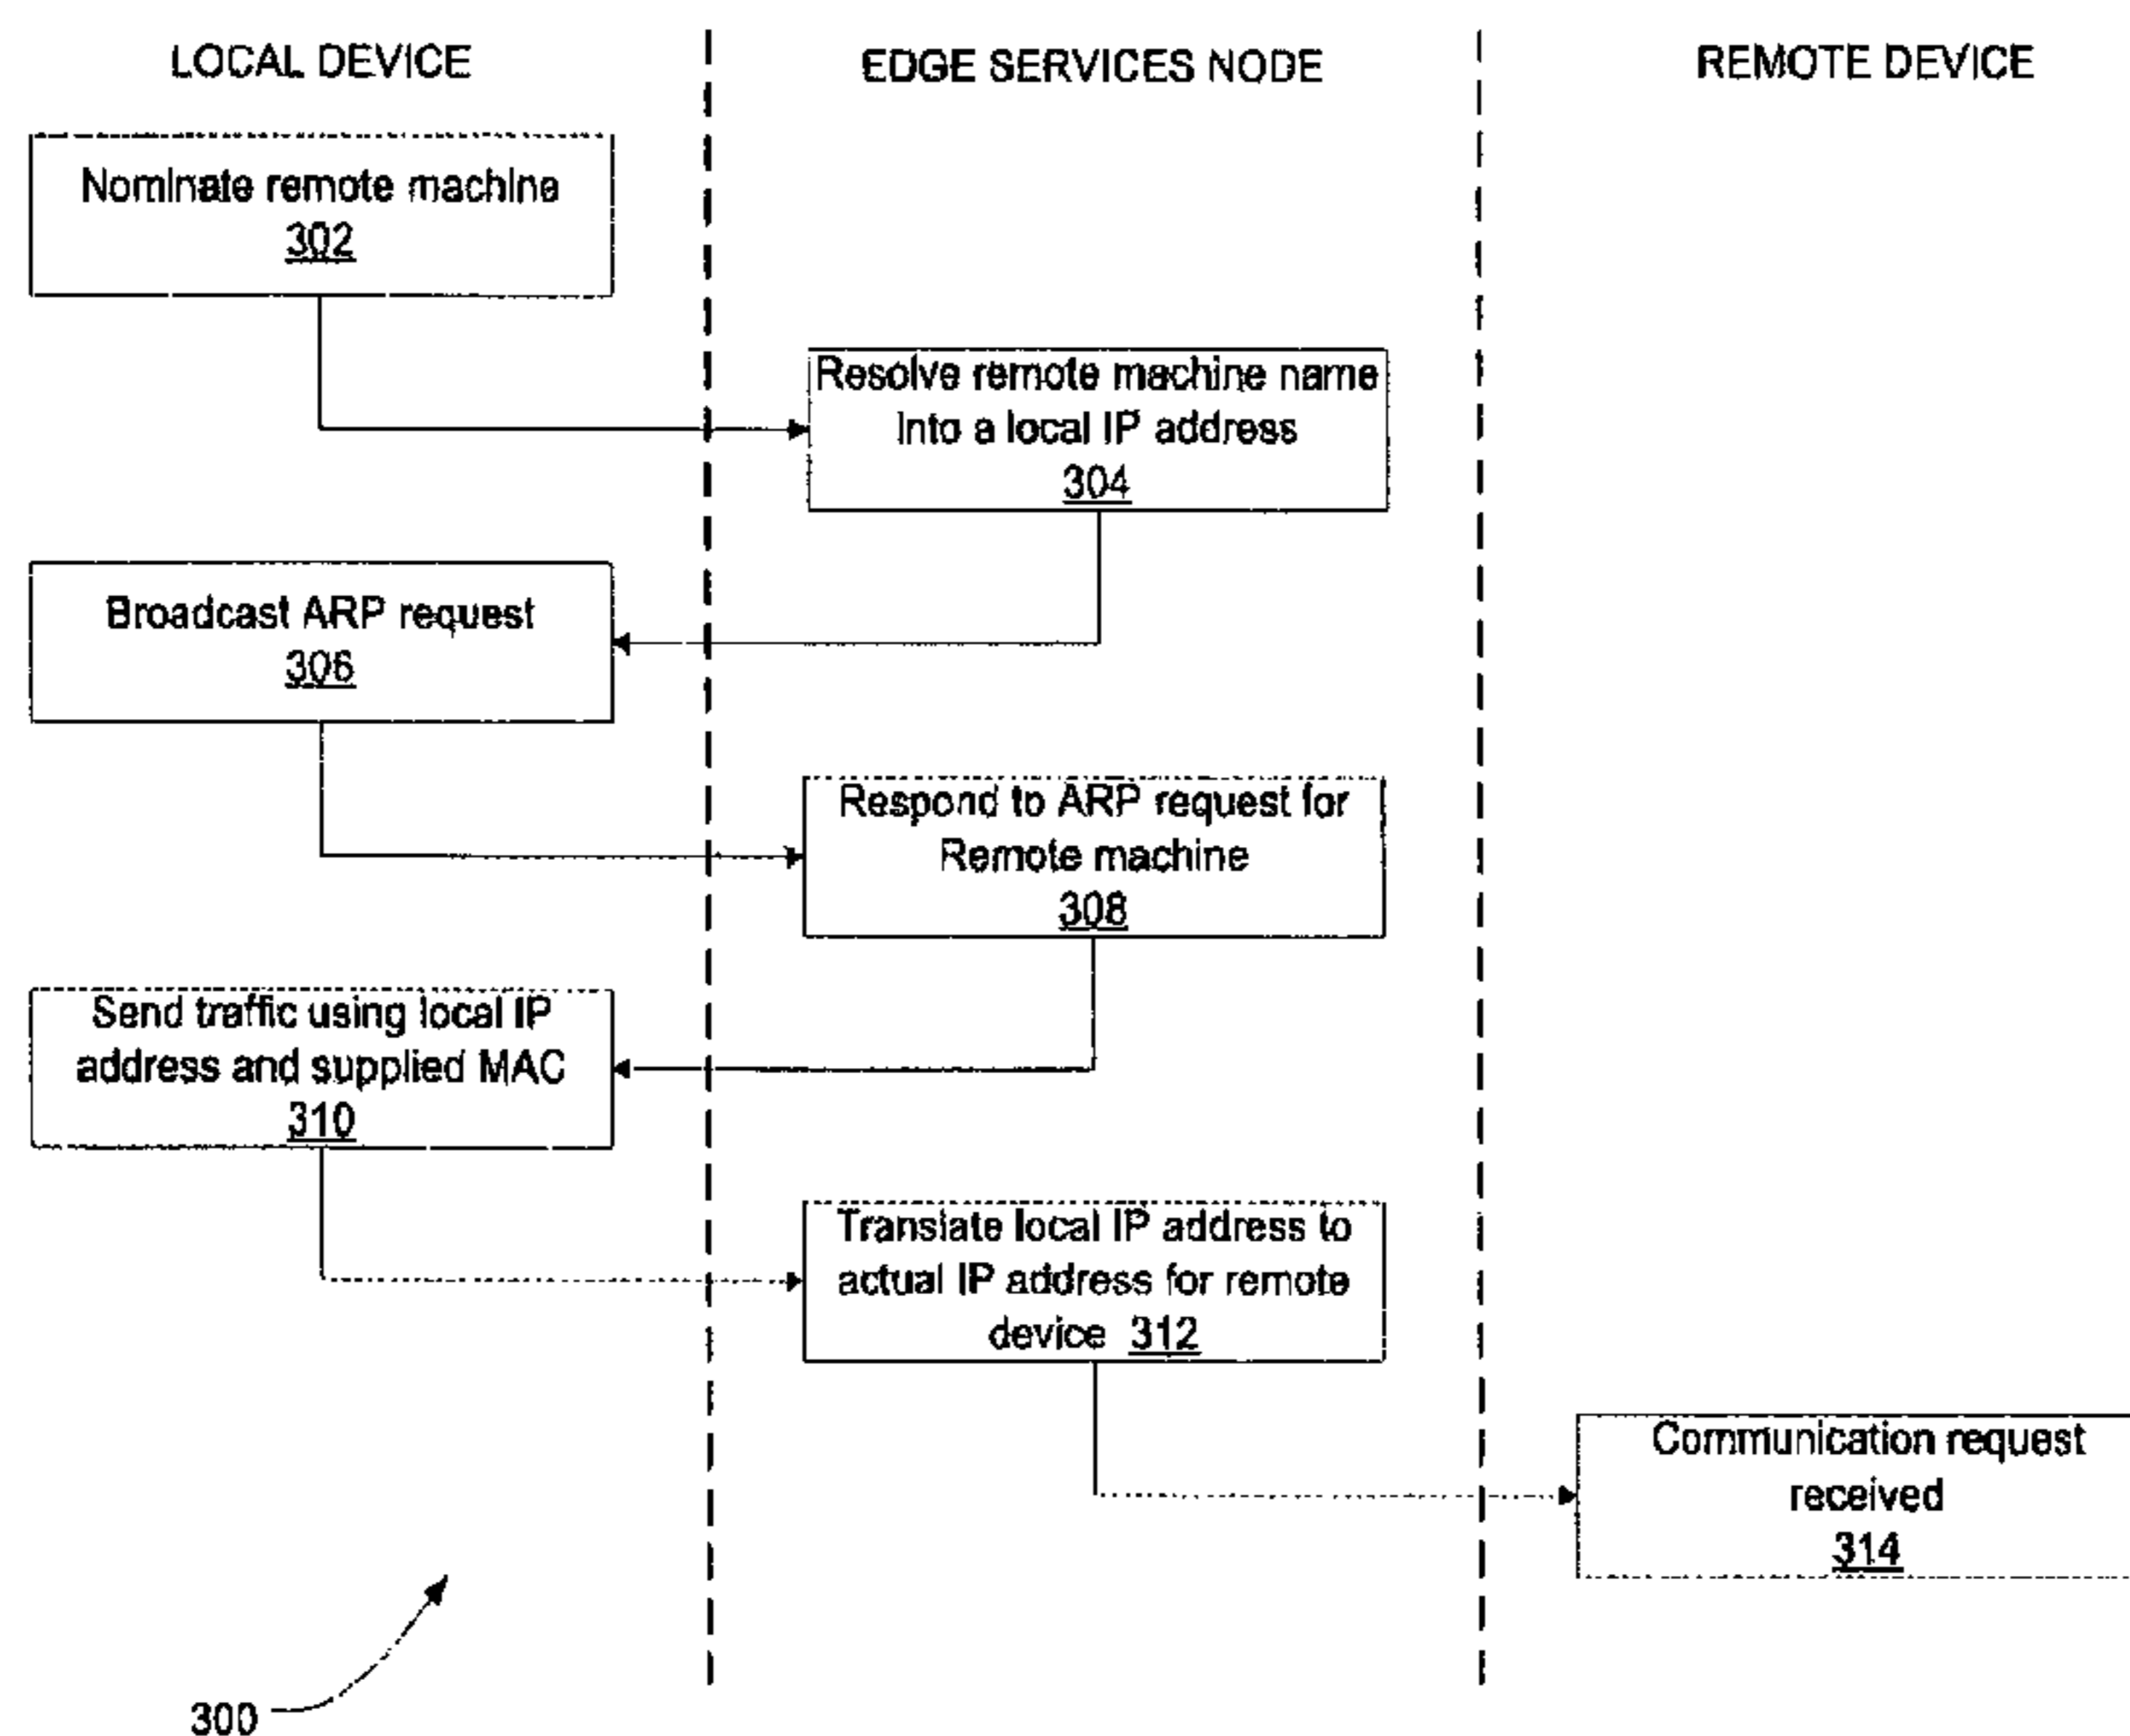 LOCAL DEVICE
EDGE SERVICES NODE
REMOTE DEVICE
Nominate remote machine
302
Resolve remote machine name
into a local IP address
304
Broadcast ARP request
306
Respond to ARP request for
Remote machine
308
Send traffic using local IP
address and supplied MAC
310
Translate local IP address to
actual IP address for remote
device 312
Communication request
received
314
300